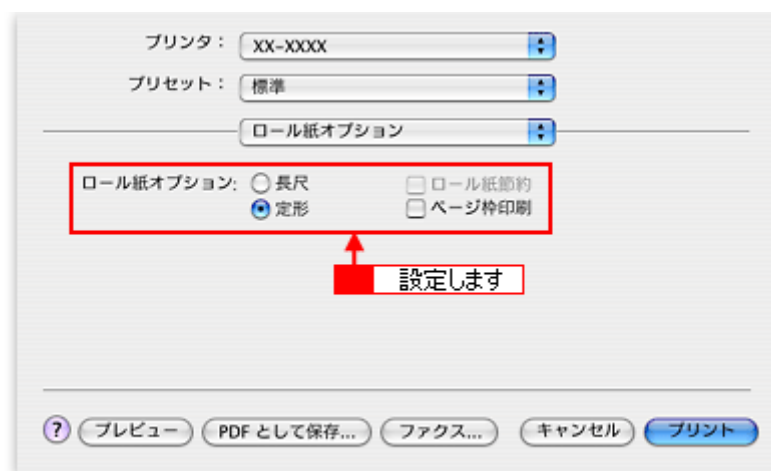 プリンタ： XX-XXXX
プリセット： 標準
ロール紙オプション
ロール紙オプション： 長尺 ロール紙節約
定形 ページ枠印刷
設定します
? プレビュー PDF として保存... ファクス... キャンセル プリント